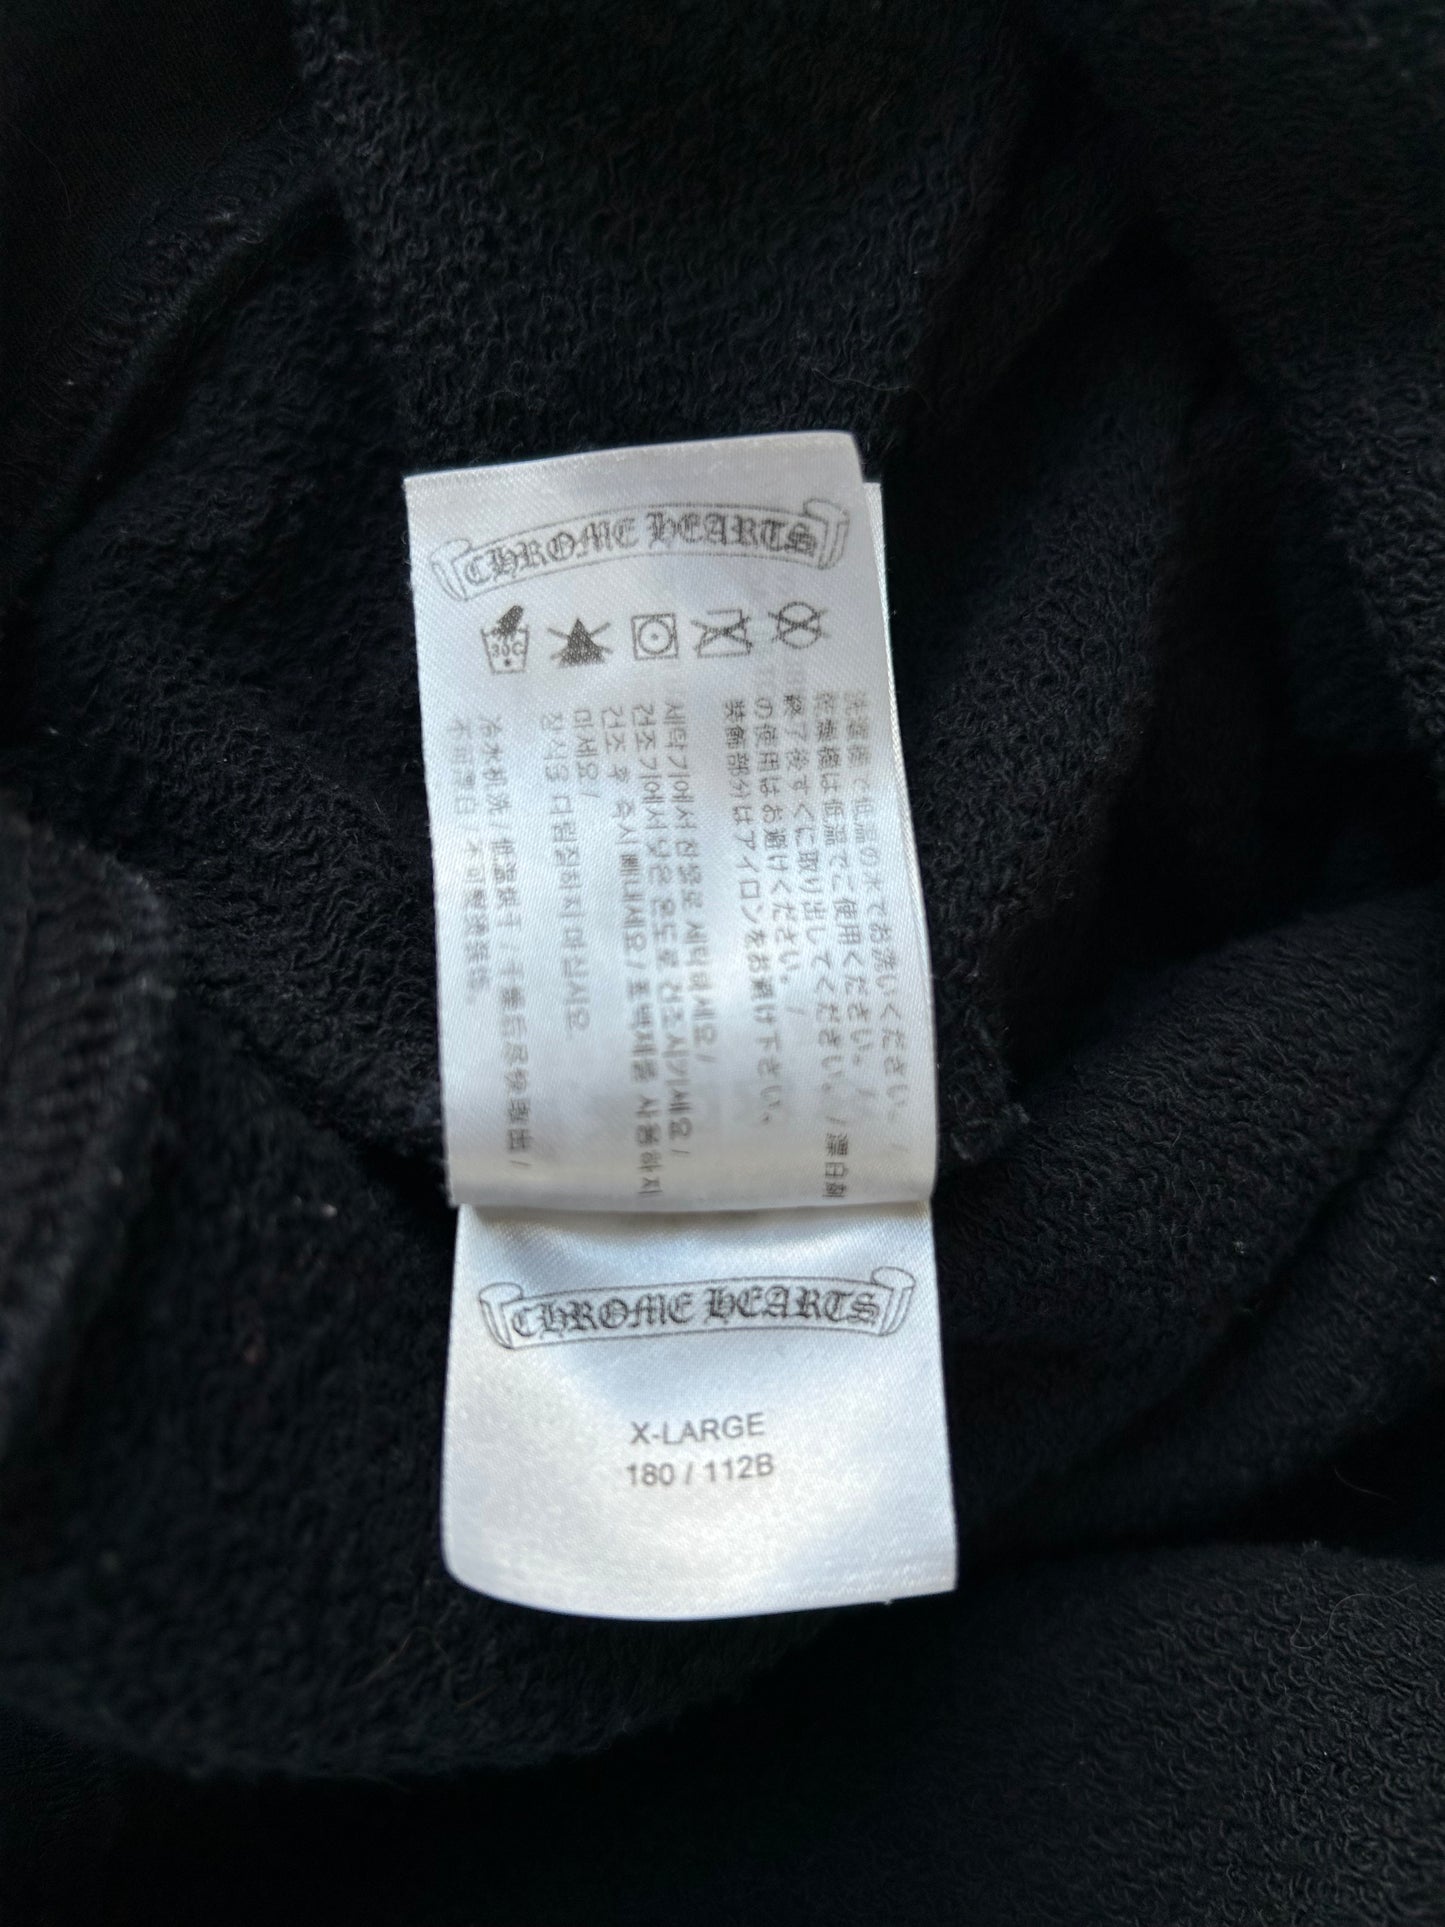 CHROME HEARTS
30C
洗濯機で低温の水でお洗いください。/
乾燥機は低温でご使用ください。/
終了後すぐに取り出してください。/ 漂白剤
の使用はお避けください。/
装飾部分はアイロンをお避け下さい。
세탁기에서 찬물로 세탁하세요/
건조기에서 낮은 온도로 건조시키세요/
건조 후 즉시 빼내세요/ 표백제를 사용하지
마세요/
장식용 다림질하지 마십시오
冷水机洗 / 低温烘干 / 干燥后尽快取出 /
不可漂白 / 不可熨烫装饰。
CHROME HEARTS
X-LARGE
180 / 112B